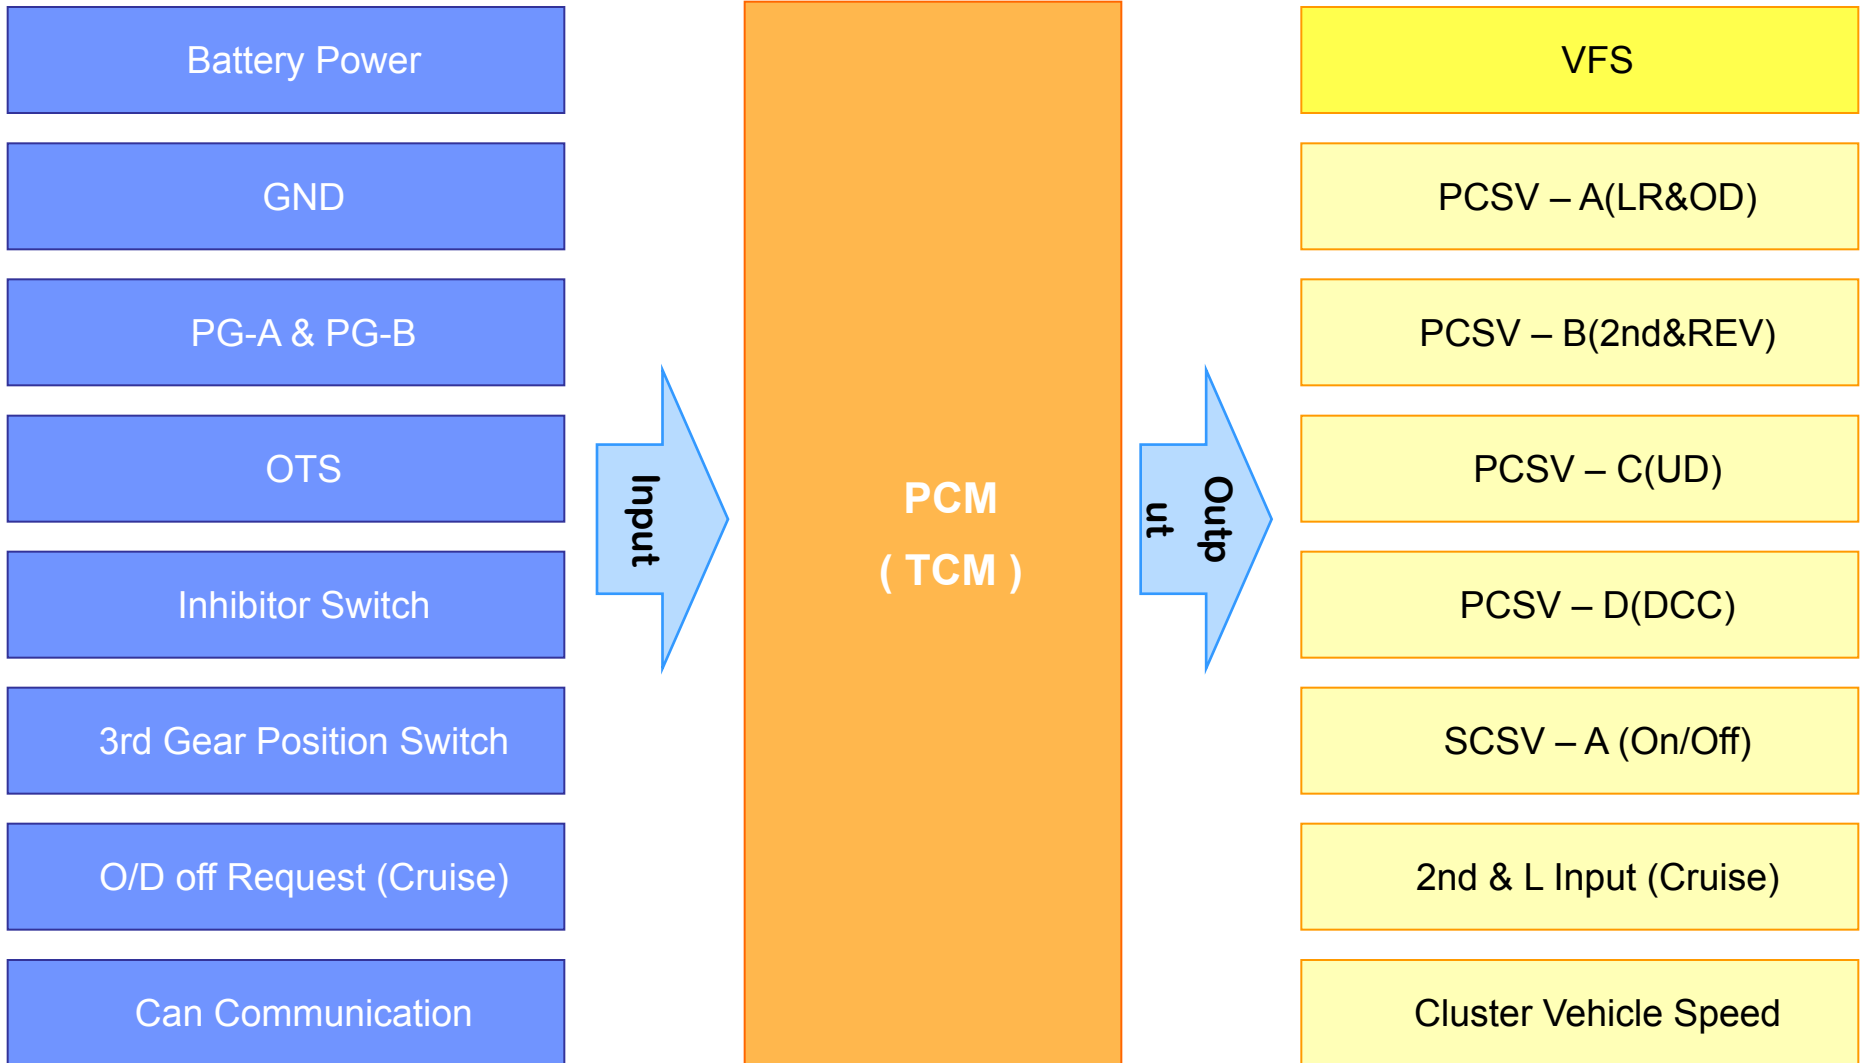 Battery Power
GND
PG-A & PG-B
OTS
Inhibitor Switch
3rd Gear Position Switch
O/D off Request (Cruise)
Can Communication
Input
PCM
( TCM )
Outp
ut
VFS
PCSV – A(LR&OD)
PCSV – B(2nd&REV)
PCSV – C(UD)
PCSV – D(DCC)
SCSV – A (On/Off)
2nd & L Input (Cruise)
Cluster Vehicle Speed